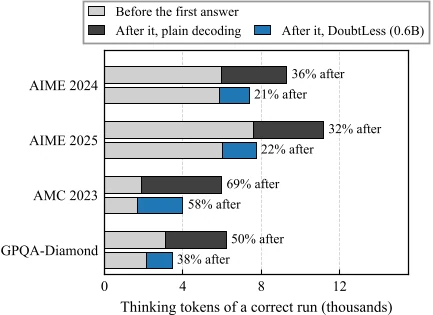 Before the first answer
After it, plain decoding
After it, DoubtLess (0.6B)
AIME 2024
36% after
21% after
AIME 2025
32% after
22% after
AMC 2023
69% after
58% after
GPQA-Diamond
50% after
38% after
0 4 8 12
Thinking tokens of a correct run (thousands)